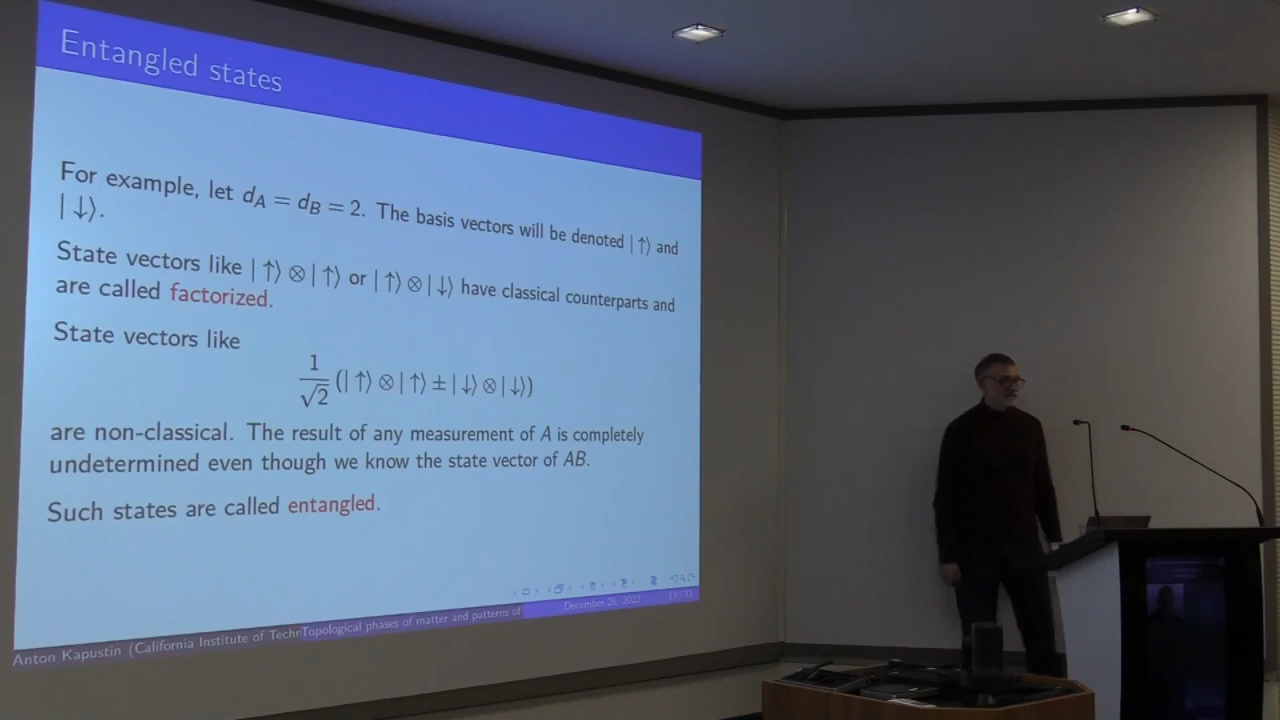 Entangled states
For example, let d_A = d_B = 2. The basis vectors will be denoted |↑⟩ and
|↓⟩.
State vectors like |↑⟩ ⊗ |↑⟩ or |↑⟩ ⊗ |↓⟩ have classical counterparts and
are called factorized.
State vectors like
1/√2 (|↑⟩ ⊗ |↑⟩ ± |↓⟩ ⊗ |↓⟩)
are non-classical. The result of any measurement of A is completely
undetermined even though we know the state vector of AB.
Such states are called entangled.
Anton Kapustin (California Institute of Techn Topological phases of matter and patterns of December 2022